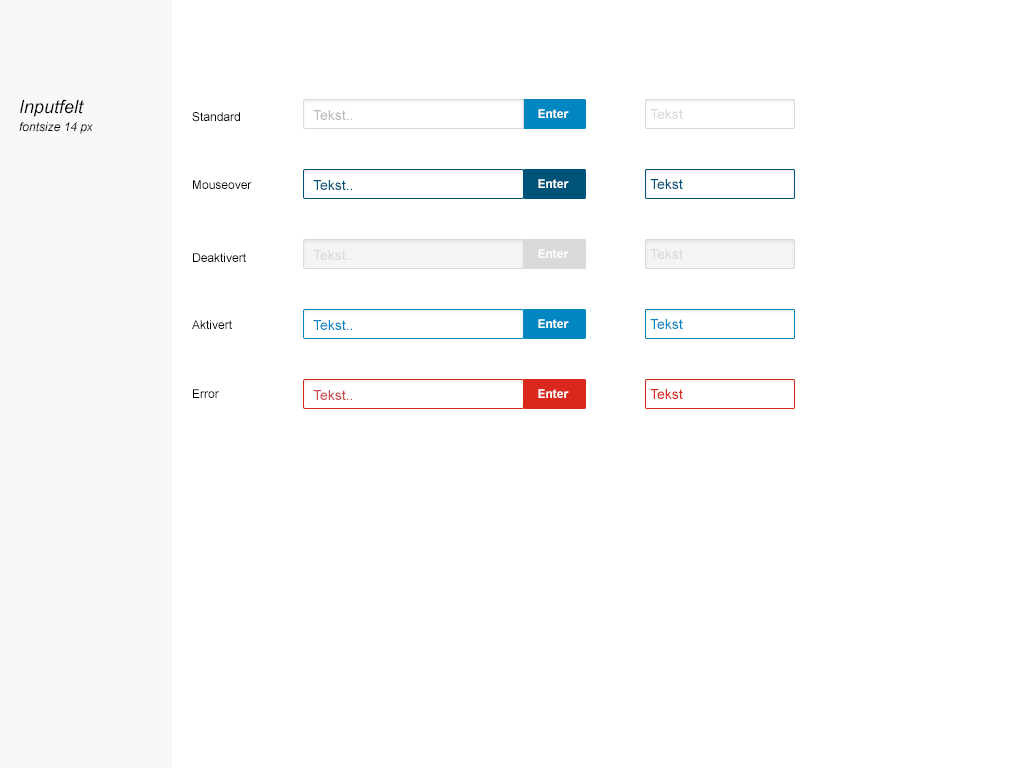 Inputfelt
fontsize 14 px
Standard
Tekst..
Enter
Tekst
Mouseover
Tekst..
Enter
Tekst
Deaktivert
Tekst..
Enter
Tekst
Aktivert
Tekst..
Enter
Tekst
Error
Tekst..
Enter
Tekst